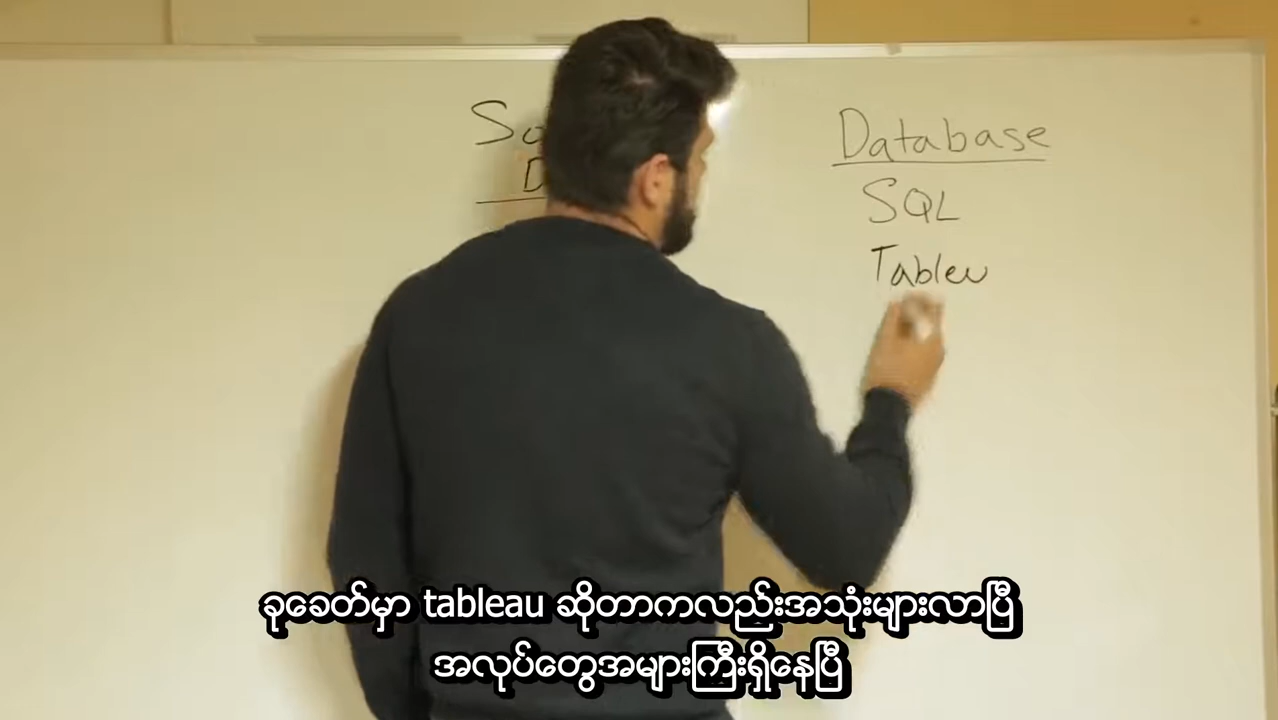 Database
SQL
Tableu
ခုခေတ်မှာ tableau ဆိုတာကလည်းအသုံးများလာပြီ
အလုပ်တွေအများကြီးရှိနေပြီ